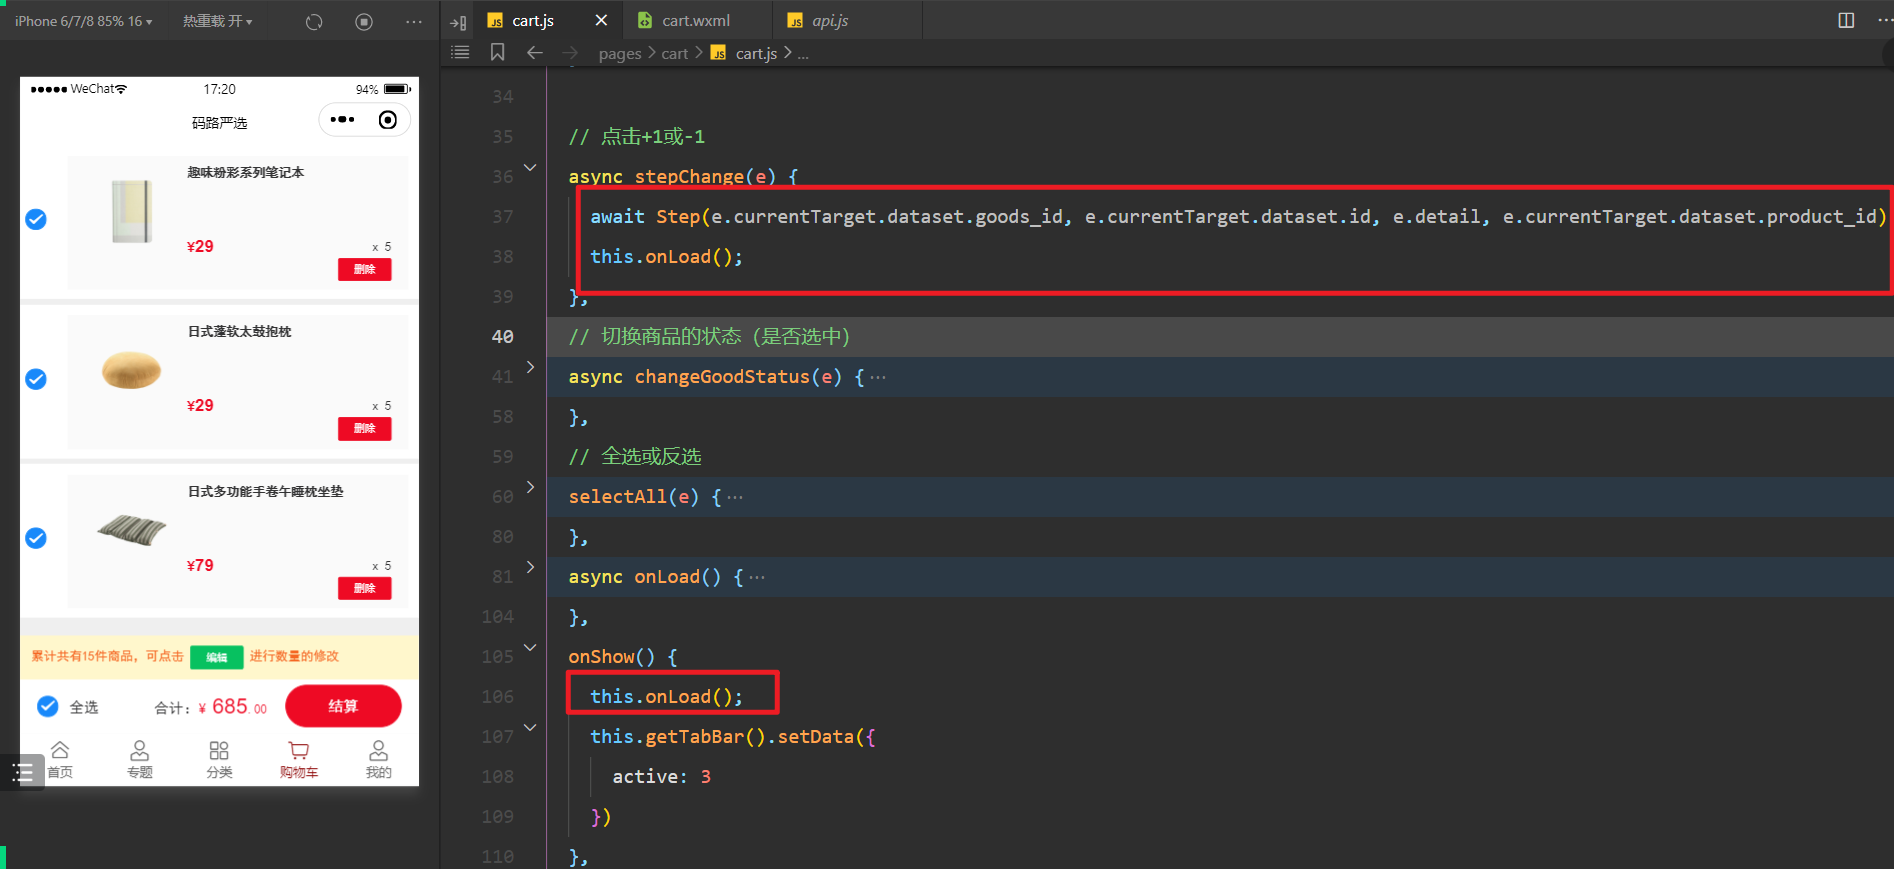 iPhone 6/7/8 85% 16
热重载 开
cart.js
cart.wxml
api.js
pages > cart > cart.js > ...
WeChat
17:20
94%
码路严选
趣味粉彩系列笔记本
¥29
x 5
删除
日式蓬软太鼓抱枕
¥29
x 5
删除
日式多功能手卷午睡枕坐垫
¥79
x 5
删除
累计共有15件商品，可点击 编辑 进行数量的修改
全选
合计：¥ 685.00
结算
首页
专题
分类
购物车
我的
34
35 // 点击+1或-1
36 async stepChange(e) {
37 await Step(e.currentTarget.dataset.goods_id, e.currentTarget.dataset.id, e.detail, e.currentTarget.dataset.product_id)
38 this.onLoad();
39 },
40 // 切换商品的状态（是否选中）
41 async changeGoodStatus(e) {···
58 },
59 // 全选或反选
60 selectAll(e) {···
80 },
81 async onLoad() {···
104 },
105 onShow() {
106 this.onLoad();
107 this.getTabBar().setData({
108 active: 3
109 })
110 },